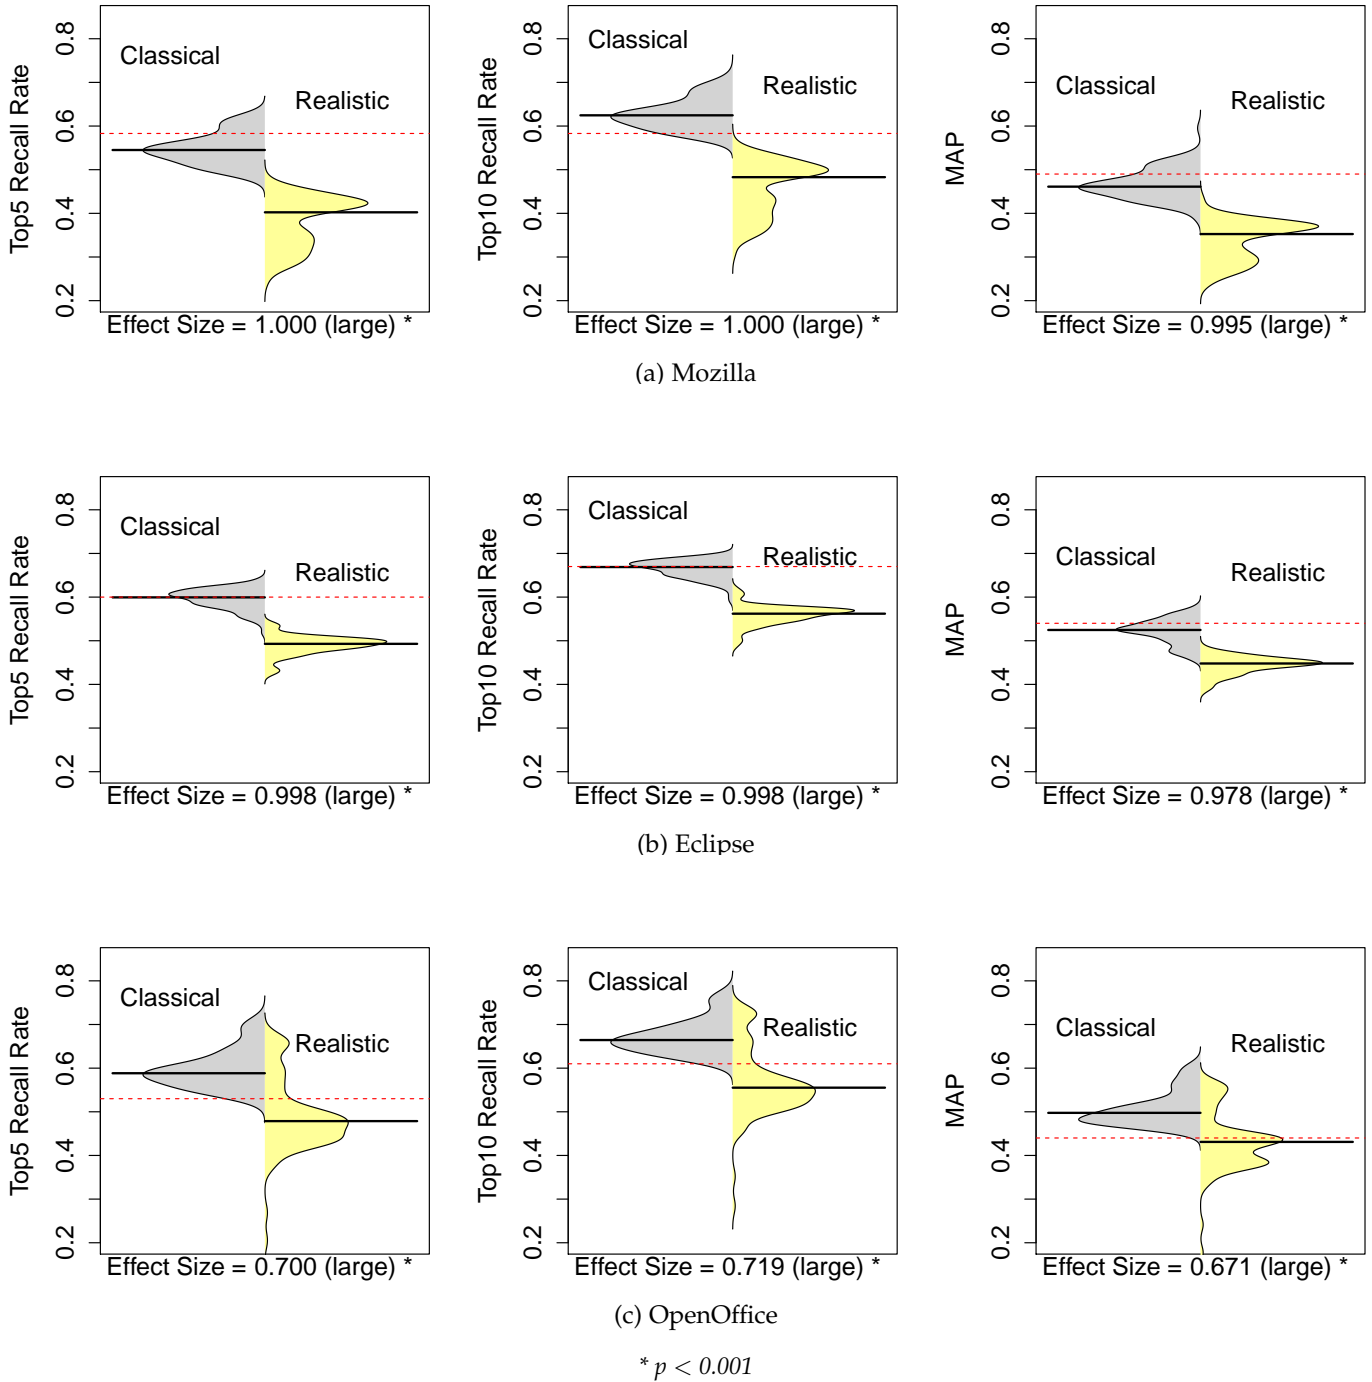 Top5 Recall Rate
0.2 0.4 0.6 0.8
Classical
Realistic
Effect Size = 1.000 (large) *
Top10 Recall Rate
0.2 0.4 0.6 0.8
Classical
Realistic
Effect Size = 1.000 (large) *
MAP
0.2 0.4 0.6 0.8
Classical
Realistic
Effect Size = 0.995 (large) *
(a) Mozilla
Top5 Recall Rate
0.2 0.4 0.6 0.8
Classical
Realistic
Effect Size = 0.998 (large) *
Top10 Recall Rate
0.2 0.4 0.6 0.8
Classical
Realistic
Effect Size = 0.998 (large) *
MAP
0.2 0.4 0.6 0.8
Classical
Realistic
Effect Size = 0.978 (large) *
(b) Eclipse
Top5 Recall Rate
0.2 0.4 0.6 0.8
Classical
Realistic
Effect Size = 0.700 (large) *
Top10 Recall Rate
0.2 0.4 0.6 0.8
Classical
Realistic
Effect Size = 0.719 (large) *
MAP
0.2 0.4 0.6 0.8
Classical
Realistic
Effect Size = 0.671 (large) *
(c) OpenOffice
* p < 0.001